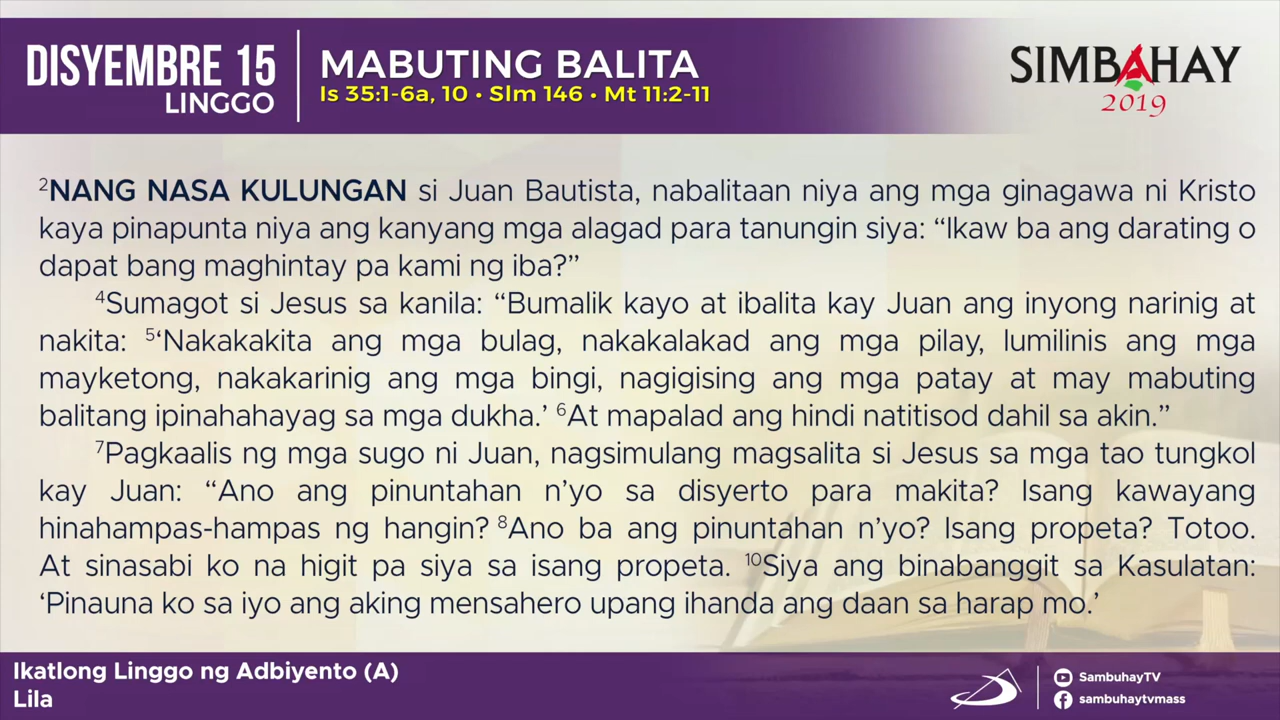 DISYEMBRE 15
LINGGO
MABUTING BALITA
Is 35:1-6a, 10 • Slm 146 • Mt 11:2-11
SIMBAHAY
2019
²NANG NASA KULUNGAN si Juan Bautista, nabalitaan niya ang mga ginagawa ni Kristo
kaya pinapunta niya ang kanyang mga alagad para tanungin siya: “Ikaw ba ang darating o
dapat bang maghintay pa kami ng iba?”
⁴Sumagot si Jesus sa kanila: “Bumalik kayo at ibalita kay Juan ang inyong narinig at
nakita: ⁵‘Nakakakita ang mga bulag, nakakalakad ang mga pilay, lumilinis ang mga
mayketong, nakakarinig ang mga bingi, nagigising ang mga patay at may mabuting
balitang ipinahahayag sa mga dukha.’ ⁶At mapalad ang hindi natitisod dahil sa akin.”
⁷Pagkaalis ng mga sugo ni Juan, nagsimulang magsalita si Jesus sa mga tao tungkol
kay Juan: “Ano ang pinuntahan n’yo sa disyerto para makita? Isang kawayang
hinahampas-hampas ng hangin? ⁸Ano ba ang pinuntahan n’yo? Isang propeta? Totoo.
At sinasabi ko na higit pa siya sa isang propeta. ¹⁰Siya ang binabanggit sa Kasulatan:
‘Pinauna ko sa iyo ang aking mensahero upang ihanda ang daan sa harap mo.’
Ikatlong Linggo ng Adbiyento (A)
Lila
SambuhayTV
sambuhaytvmass